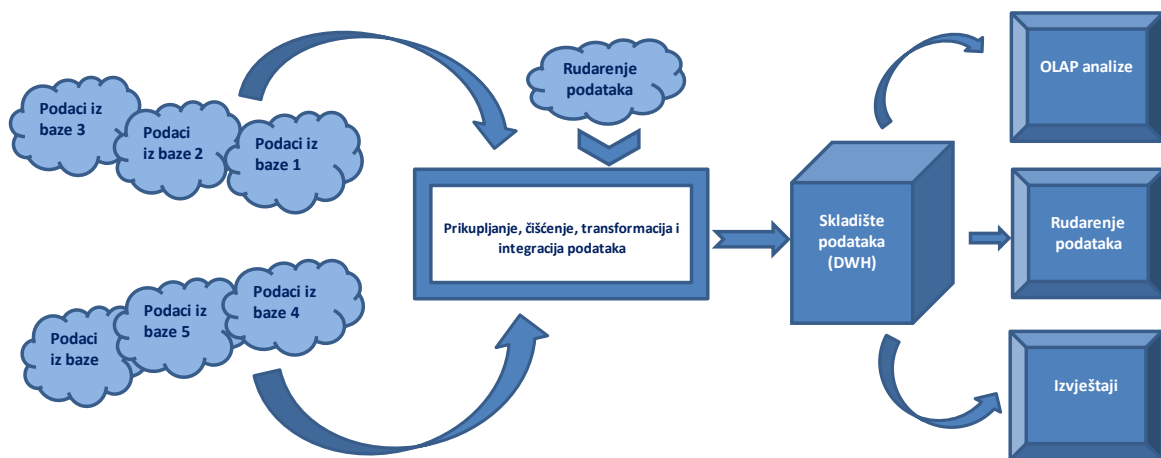 Podaci iz
baze 3
Podaci
iz baze 2
Podaci iz
baze 1
Rudarenje
podataka
Prikupljanje, čišćenje, transformacija i
integracija podataka
Podaci
iz baze
Podaci iz
baze 5
Podaci iz
baze 4
Skladište
podataka
(DWH)
OLAP analize
Rudarenje
podataka
Izvještaji